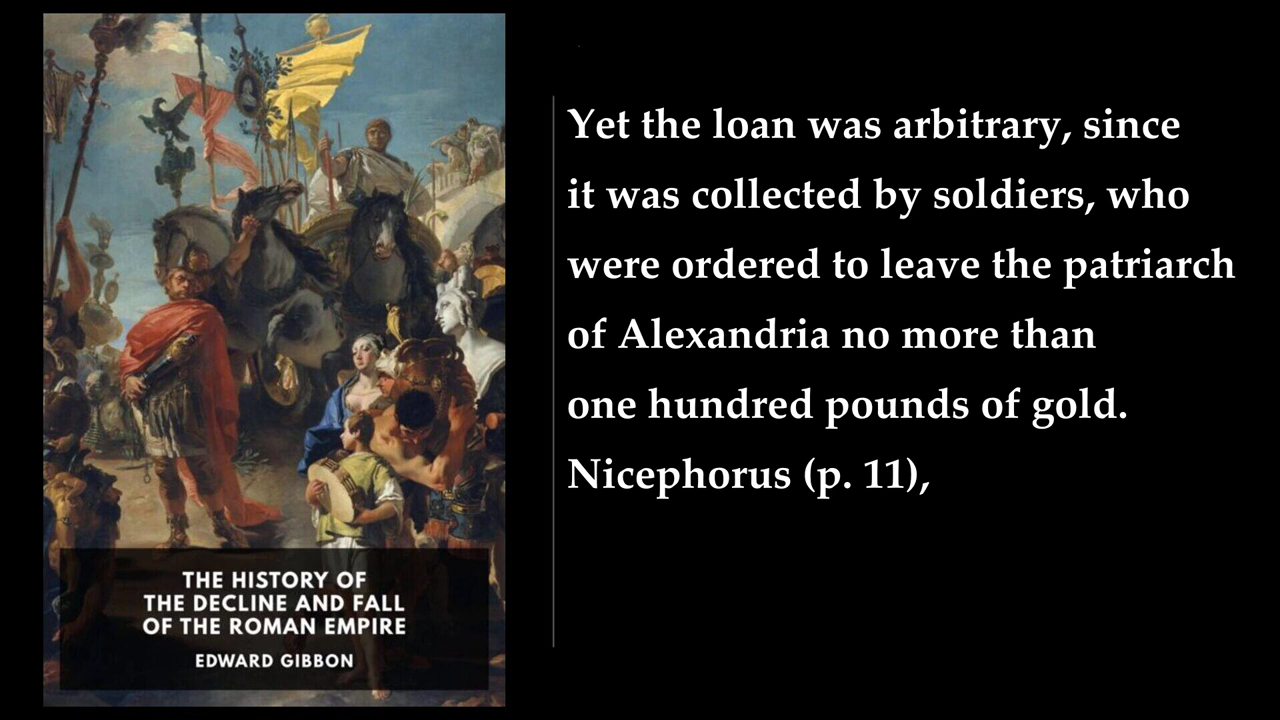 THE HISTORY OF
THE DECLINE AND FALL
OF THE ROMAN EMPIRE
EDWARD GIBBON
Yet the loan was arbitrary, since
it was collected by soldiers, who
were ordered to leave the patriarch
of Alexandria no more than
one hundred pounds of gold.
Nicephorus (p. 11),